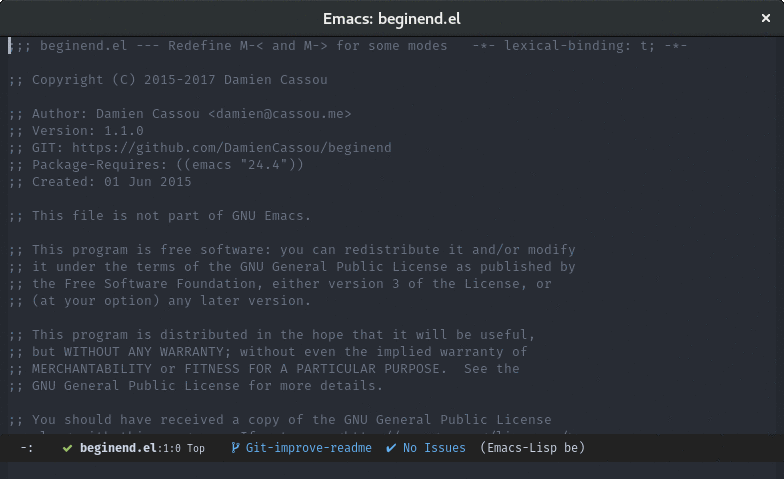 Emacs: beginend.el
;;; beginend.el --- Redefine M-< and M-> for some modes   -*- lexical-binding: t; -*-
;; Copyright (C) 2015-2017 Damien Cassou
;; Author: Damien Cassou <damien@cassou.me>
;; Version: 1.1.0
;; GIT: https://github.com/DamienCassou/beginend
;; Package-Requires: ((emacs "24.4"))
;; Created: 01 Jun 2015
;; This file is not part of GNU Emacs.
;; This program is free software: you can redistribute it and/or modify
;; it under the terms of the GNU General Public License as published by
;; the Free Software Foundation, either version 3 of the License, or
;; (at your option) any later version.
;; This program is distributed in the hope that it will be useful,
;; but WITHOUT ANY WARRANTY; without even the implied warranty of
;; MERCHANTABILITY or FITNESS FOR A PARTICULAR PURPOSE.  See the
;; GNU General Public License for more details.
;; You should have received a copy of the GNU General Public License
-: ✔ beginend.el:1:0 Top Git-improve-readme ✔ No Issues (Emacs-Lisp be)